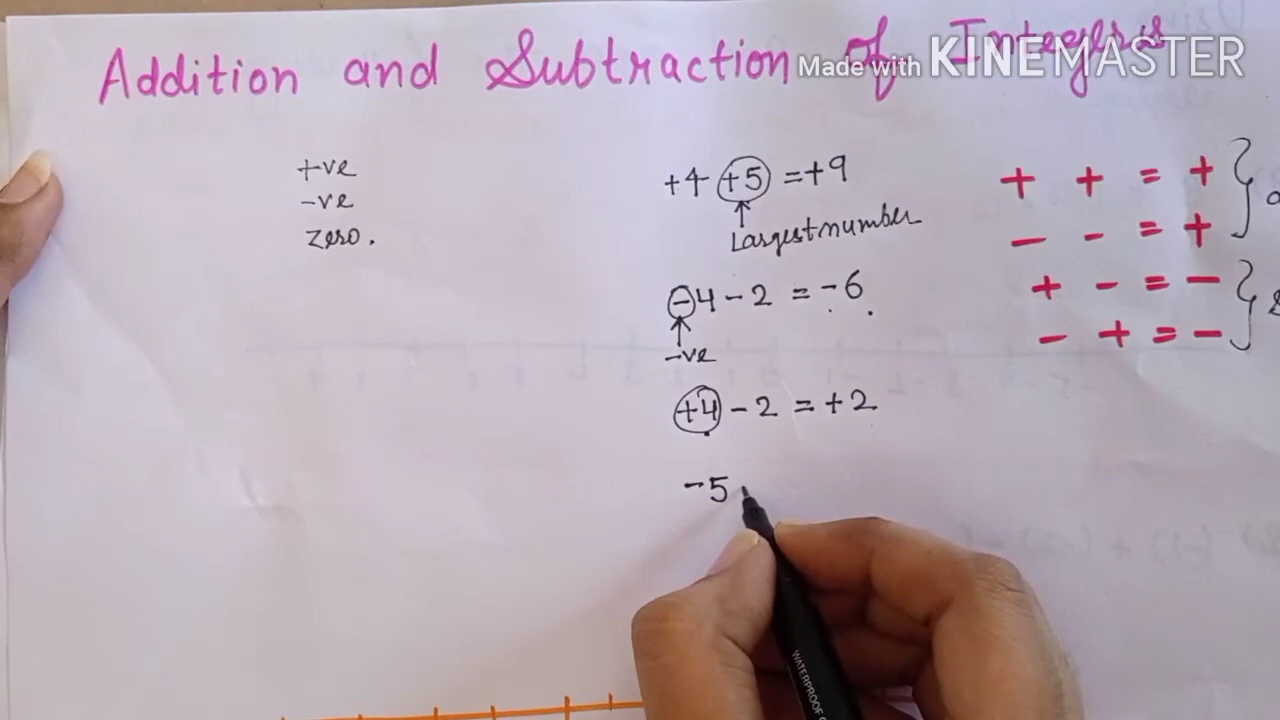 Addition and Subtraction of Integers
Made with KINEMASTER
+ve
-ve
zero.
+4 +5 = +9
Largest number
-4 - 2 = -6.
-ve
+4 - 2 = +2
-5
+ + = +
- - = +
+ - = -
- + = -
WATERPROOF